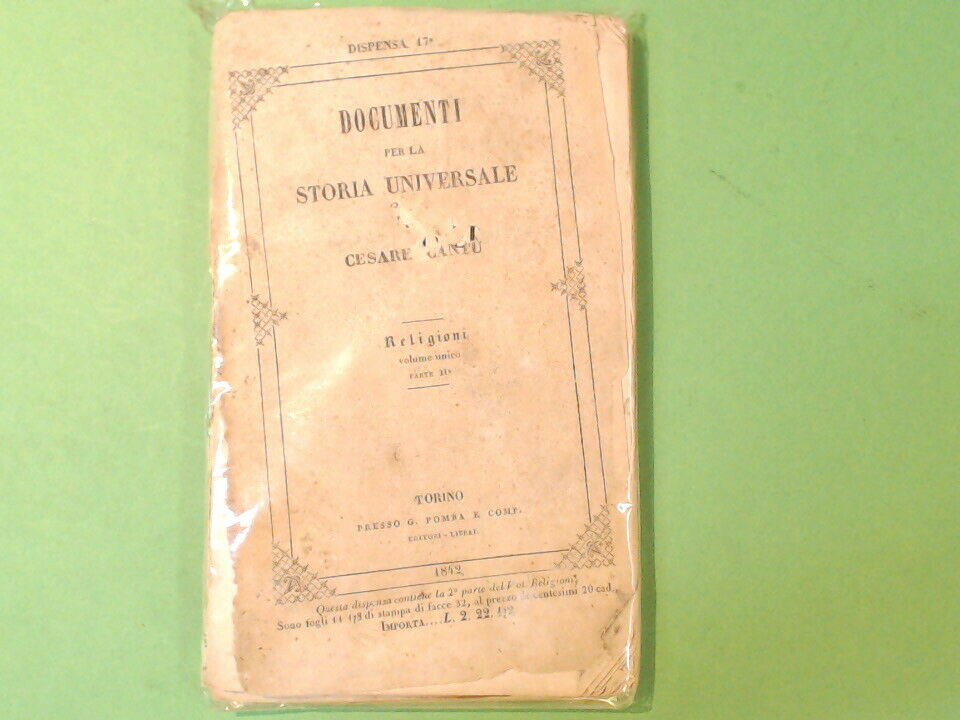 DISPENSA 17ª
DOCUMENTI
PER LA
STORIA UNIVERSALE
CESARE CANTÙ
Religioni
volume unico
PARTE IIª
TORINO
PRESSO G. POMBA E COMP.
EDITORI-LIBRAI
1842
Questa dispensa contiene la 2ª parte del Vol. Religioni,
Sono fogli 11 1/8 di stampa di facce 32, al prezzo di centesimi 20 cad.,
IMPORTA....L. 2. 22. 1/2